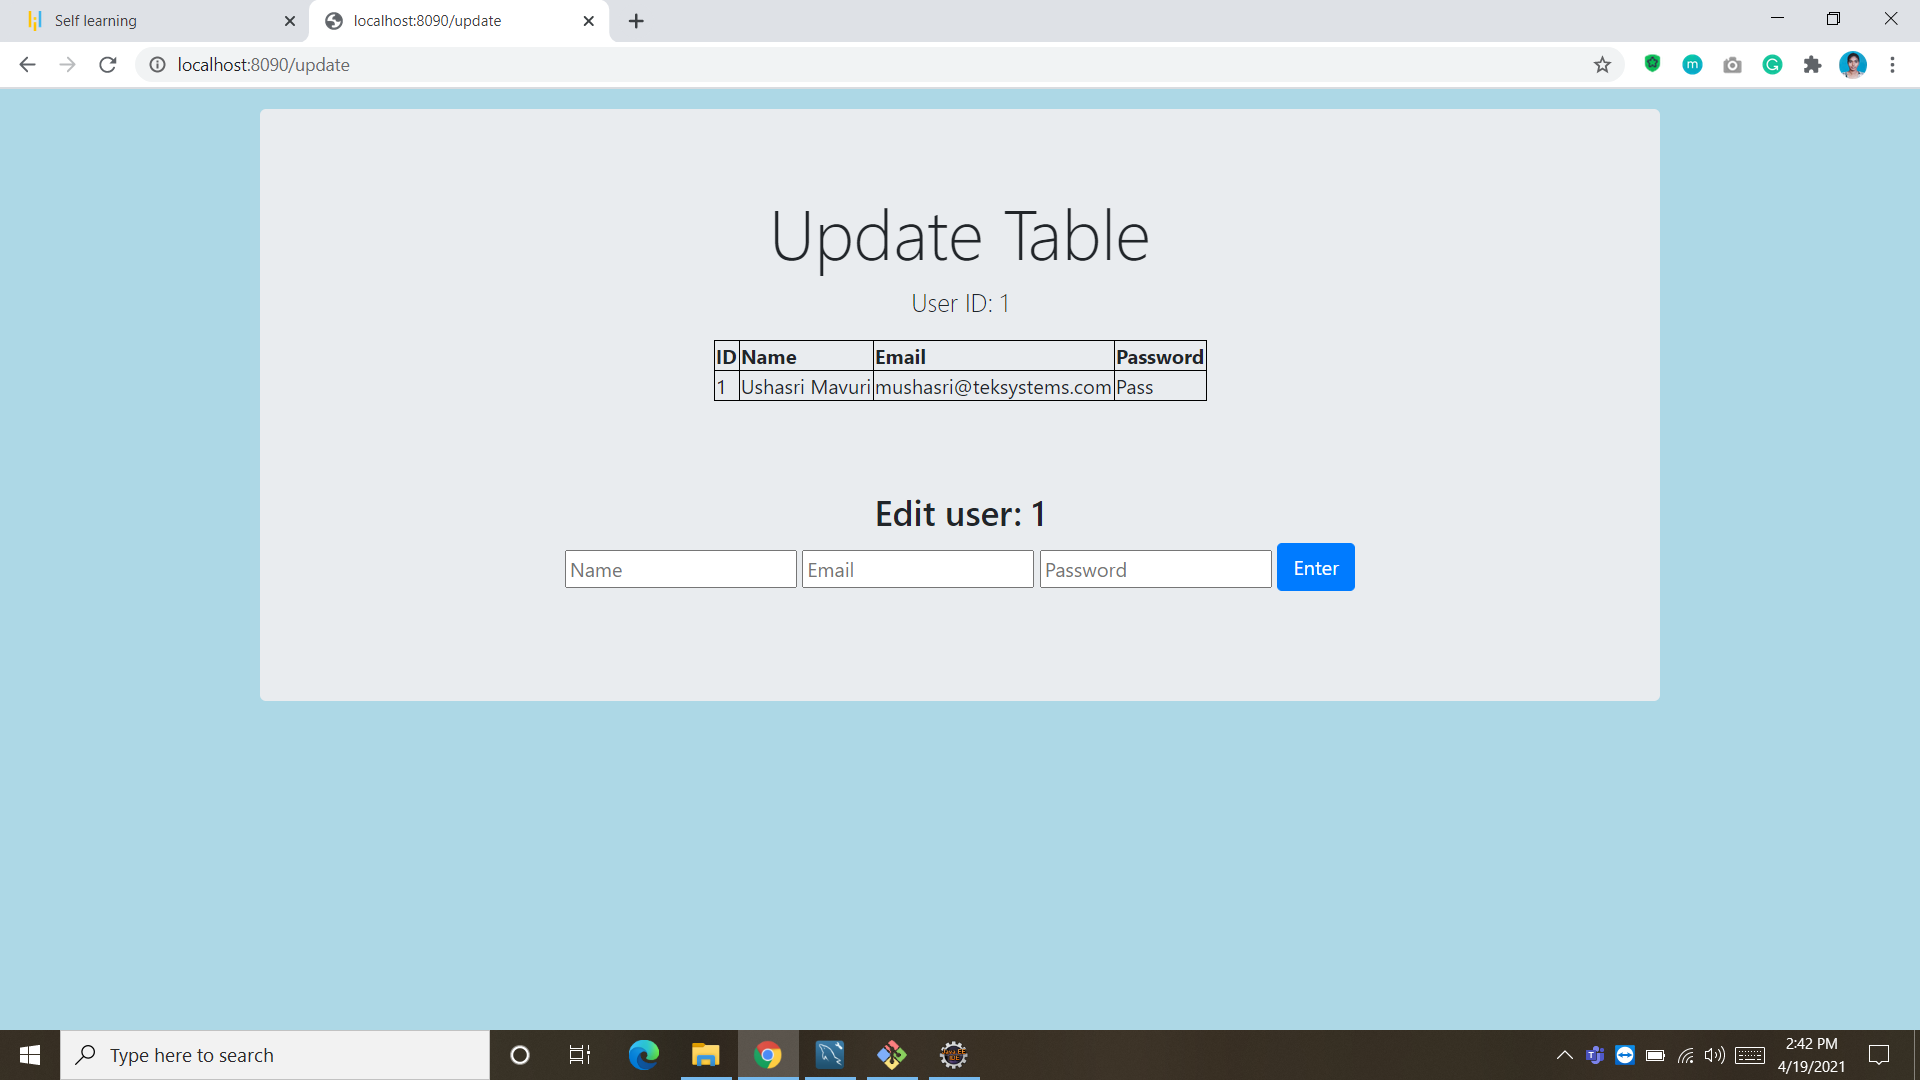 Self learning
localhost:8090/update
localhost:8090/update
m
G
Update Table
User ID: 1
ID Name Email Password
1 Ushasri Mavuri mushasri@teksystems.com Pass
Edit user: 1
Name Email Password Enter
Type here to search
2:42 PM
4/19/2021